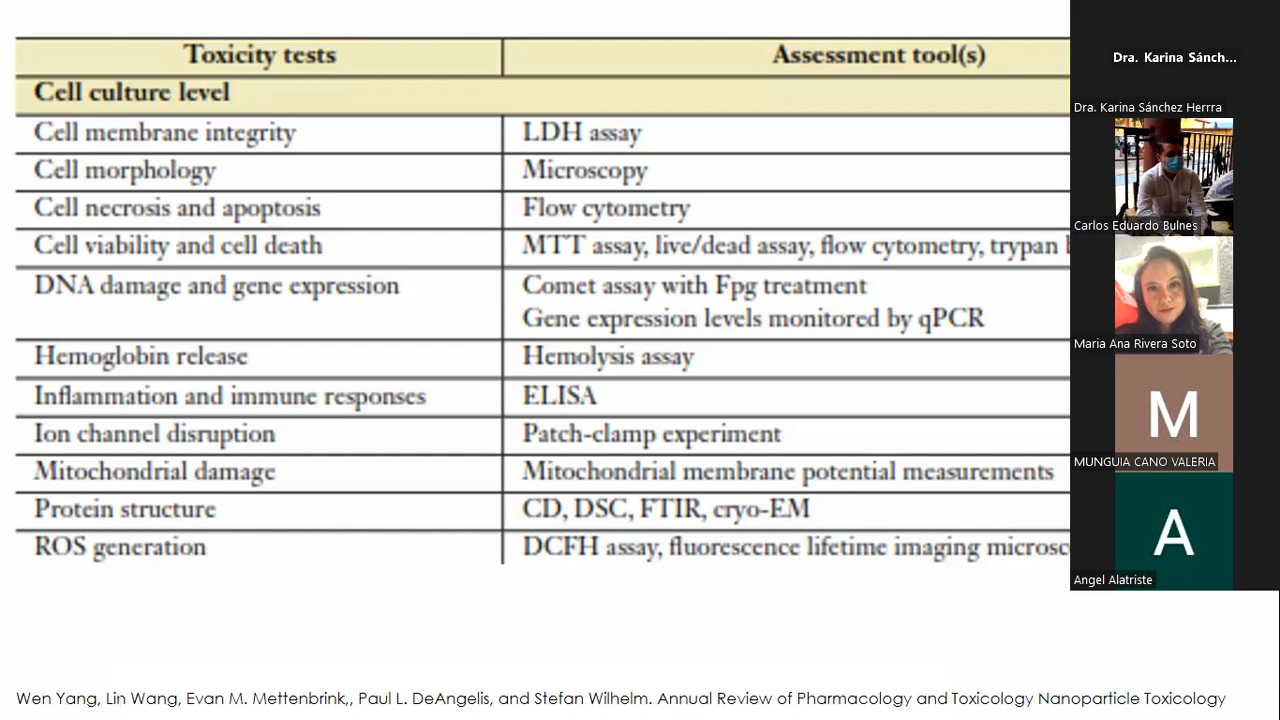 Toxicity tests Assessment tool(s)
Cell culture level
Cell membrane integrity LDH assay
Cell morphology Microscopy
Cell necrosis and apoptosis Flow cytometry
Cell viability and cell death MTT assay, live/dead assay, flow cytometry, trypan
DNA damage and gene expression Comet assay with Fpg treatment
Gene expression levels monitored by qPCR
Hemoglobin release Hemolysis assay
Inflammation and immune responses ELISA
Ion channel disruption Patch-clamp experiment
Mitochondrial damage Mitochondrial membrane potential measurements
Protein structure CD, DSC, FTIR, cryo-EM
ROS generation DCFH assay, fluorescence lifetime imaging
Wen Yang, Lin Wang, Evan M. Mettenbrink,, Paul L. DeAngelis, and Stefan Wilhelm. Annual Review of Pharmacology and Toxicology Nanoparticle Toxicology
Dra. Karina Sánch...
Dra. Karina Sánchez Herrra
Carlos Eduardo Bulnes
Maria Ana Rivera Soto
M
MUNGUIA CANO VALERIA
A
Angel Alatriste